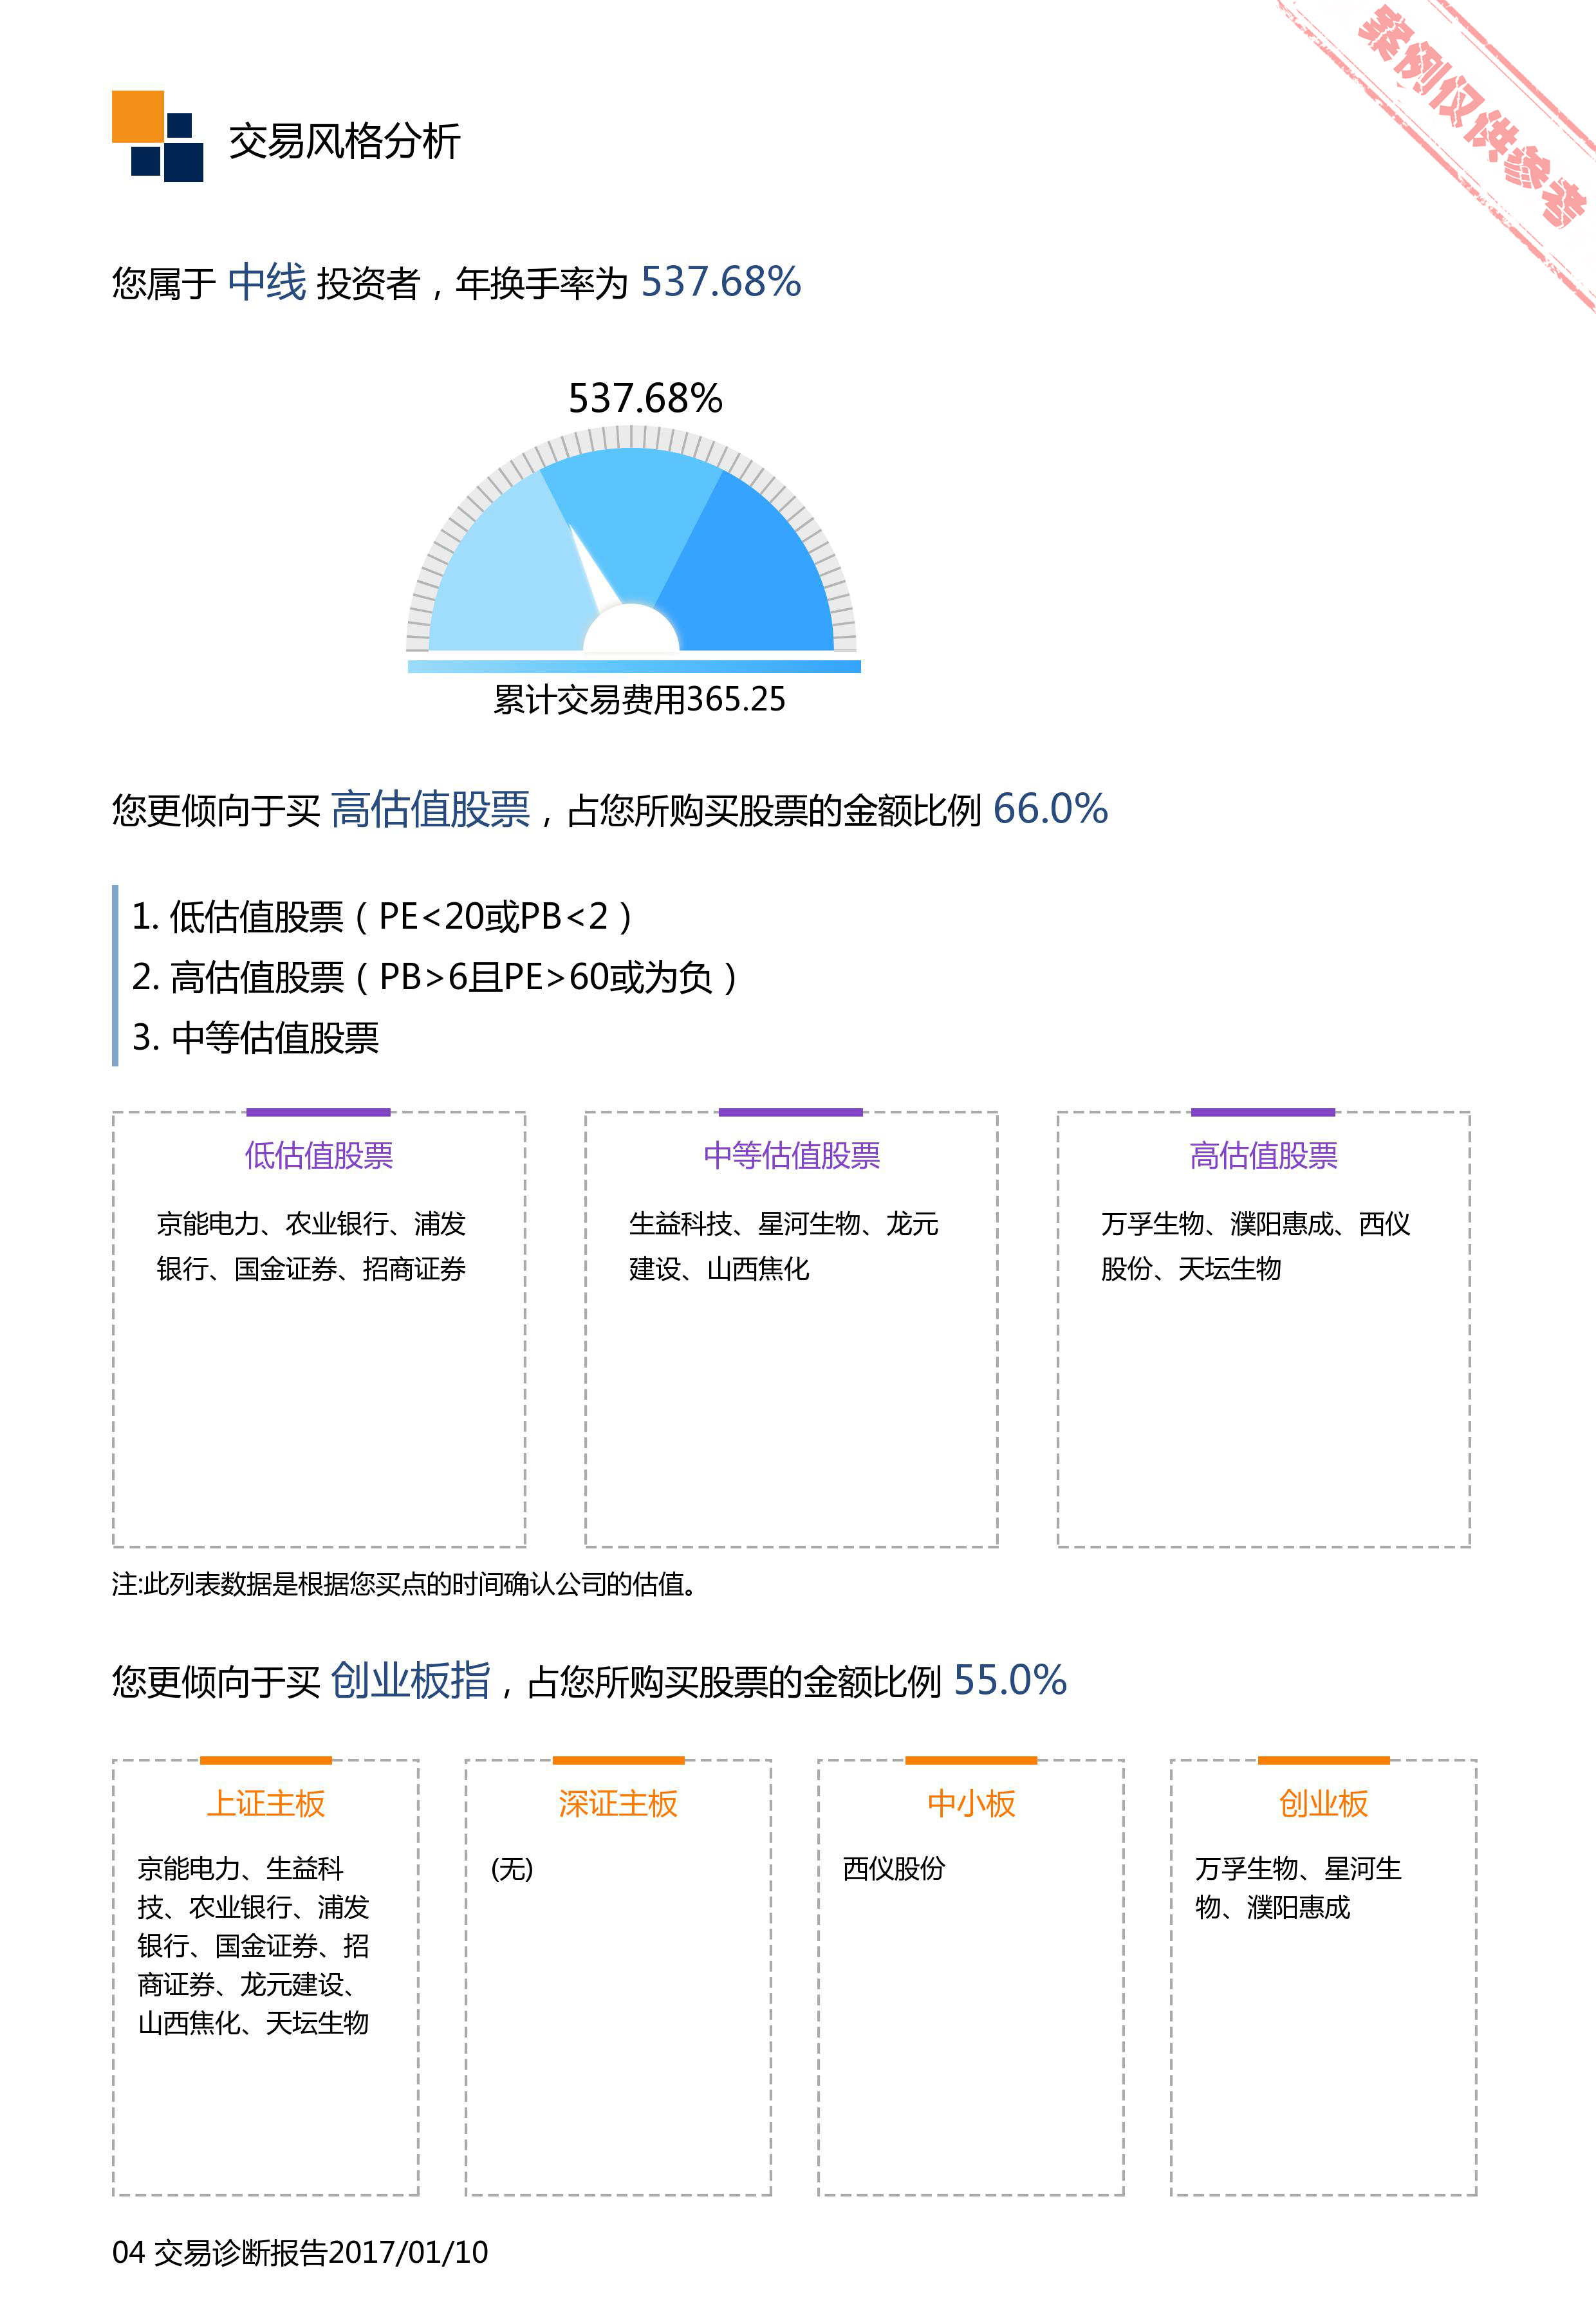 案例仅供参考
交易风格分析
您属于 中线 投资者，年换手率为 537.68%
537.68%
累计交易费用365.25
您更倾向于买 高估值股票，占您所购买股票的金额比例 66.0%
1. 低估值股票（PE<20或PB<2）
2. 高估值股票（PB>6且PE>60或为负）
3. 中等估值股票
低估值股票
京能电力、农业银行、浦发
银行、国金证券、招商证券
中等估值股票
生益科技、星河生物、龙元
建设、山西焦化
高估值股票
万孚生物、濮阳惠成、西仪
股份、天坛生物
注:此列表数据是根据您买点的时间确认公司的估值。
您更倾向于买 创业板指，占您所购买股票的金额比例 55.0%
上证主板
京能电力、生益科
技、农业银行、浦发
银行、国金证券、招
商证券、龙元建设、
山西焦化、天坛生物
深证主板
(无)
中小板
西仪股份
创业板
万孚生物、星河生
物、濮阳惠成
04 交易诊断报告2017/01/10